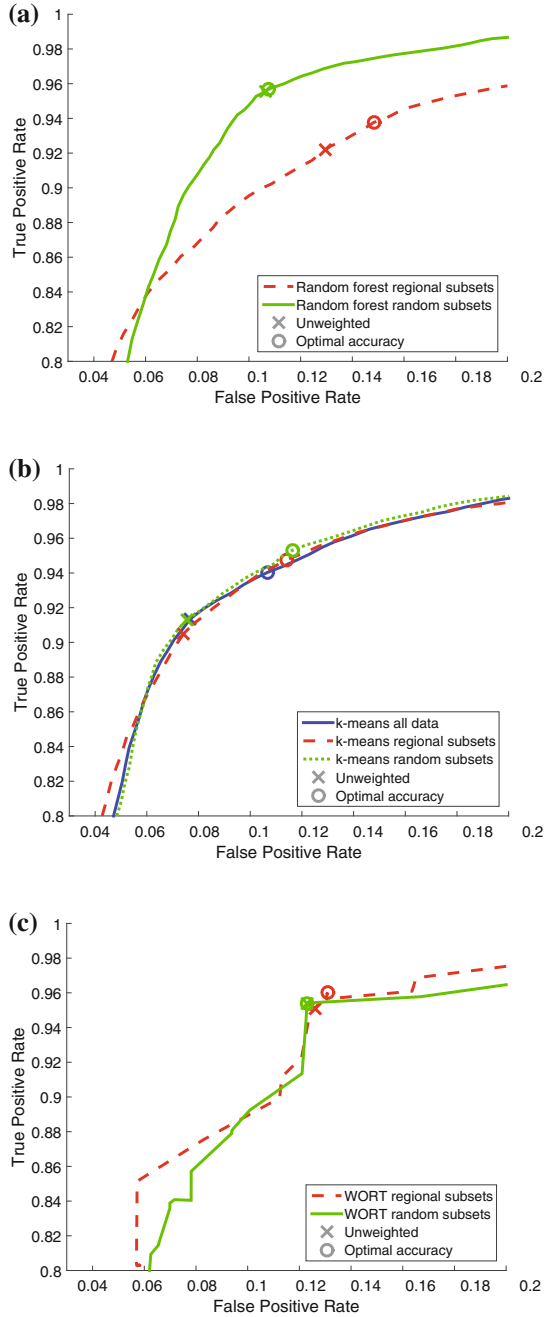 (a)
1
0.98
0.96
0.94
0.92
0.9
0.88
0.86
0.84
0.82
0.8
True Positive Rate
Random forest regional subsets
Random forest random subsets
Unweighted
Optimal accuracy
0.04 0.06 0.08 0.1 0.12 0.14 0.16 0.18 0.2
False Positive Rate
(b)
1
0.98
0.96
0.94
0.92
0.9
0.88
0.86
0.84
0.82
0.8
True Positive Rate
k-means all data
k-means regional subsets
k-means random subsets
Unweighted
Optimal accuracy
0.04 0.06 0.08 0.1 0.12 0.14 0.16 0.18 0.2
False Positive Rate
(c)
1
0.98
0.96
0.94
0.92
0.9
0.88
0.86
0.84
0.82
0.8
True Positive Rate
WORT regional subsets
WORT random subsets
Unweighted
Optimal accuracy
0.04 0.06 0.08 0.1 0.12 0.14 0.16 0.18 0.2
False Positive Rate